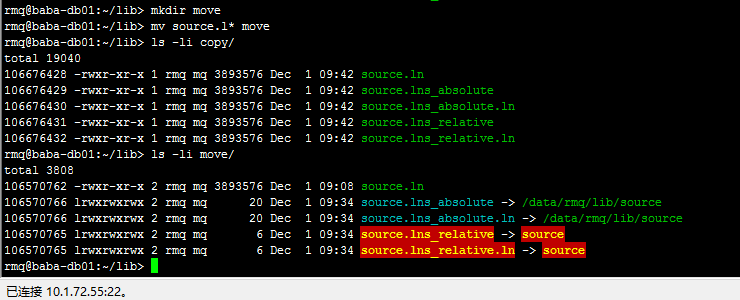 rmq@baba-db01:~/lib> mkdir move
rmq@baba-db01:~/lib> mv source.l* move
rmq@baba-db01:~/lib> ls -li copy/
total 19040
106676428 -rwxr-xr-x 1 rmq mq 3893576 Dec  1 09:42 source.ln
106676429 -rwxr-xr-x 1 rmq mq 3893576 Dec  1 09:42 source.lns_absolute
106676430 -rwxr-xr-x 1 rmq mq 3893576 Dec  1 09:42 source.lns_absolute.ln
106676431 -rwxr-xr-x 1 rmq mq 3893576 Dec  1 09:42 source.lns_relative
106676432 -rwxr-xr-x 1 rmq mq 3893576 Dec  1 09:42 source.lns_relative.ln
rmq@baba-db01:~/lib> ls -li move/
total 3808
106570762 -rwxr-xr-x 2 rmq mq 3893576 Dec  1 09:08 source.ln
106570766 lrwxrwxrwx 2 rmq mq      20 Dec  1 09:34 source.lns_absolute -> /data/rmq/lib/source
106570766 lrwxrwxrwx 2 rmq mq      20 Dec  1 09:34 source.lns_absolute.ln -> /data/rmq/lib/source
106570765 lrwxrwxrwx 2 rmq mq       6 Dec  1 09:34 source.lns_relative -> source
106570765 lrwxrwxrwx 2 rmq mq       6 Dec  1 09:34 source.lns_relative.ln -> source
rmq@baba-db01:~/lib>
已连接 10.1.72.55:22。